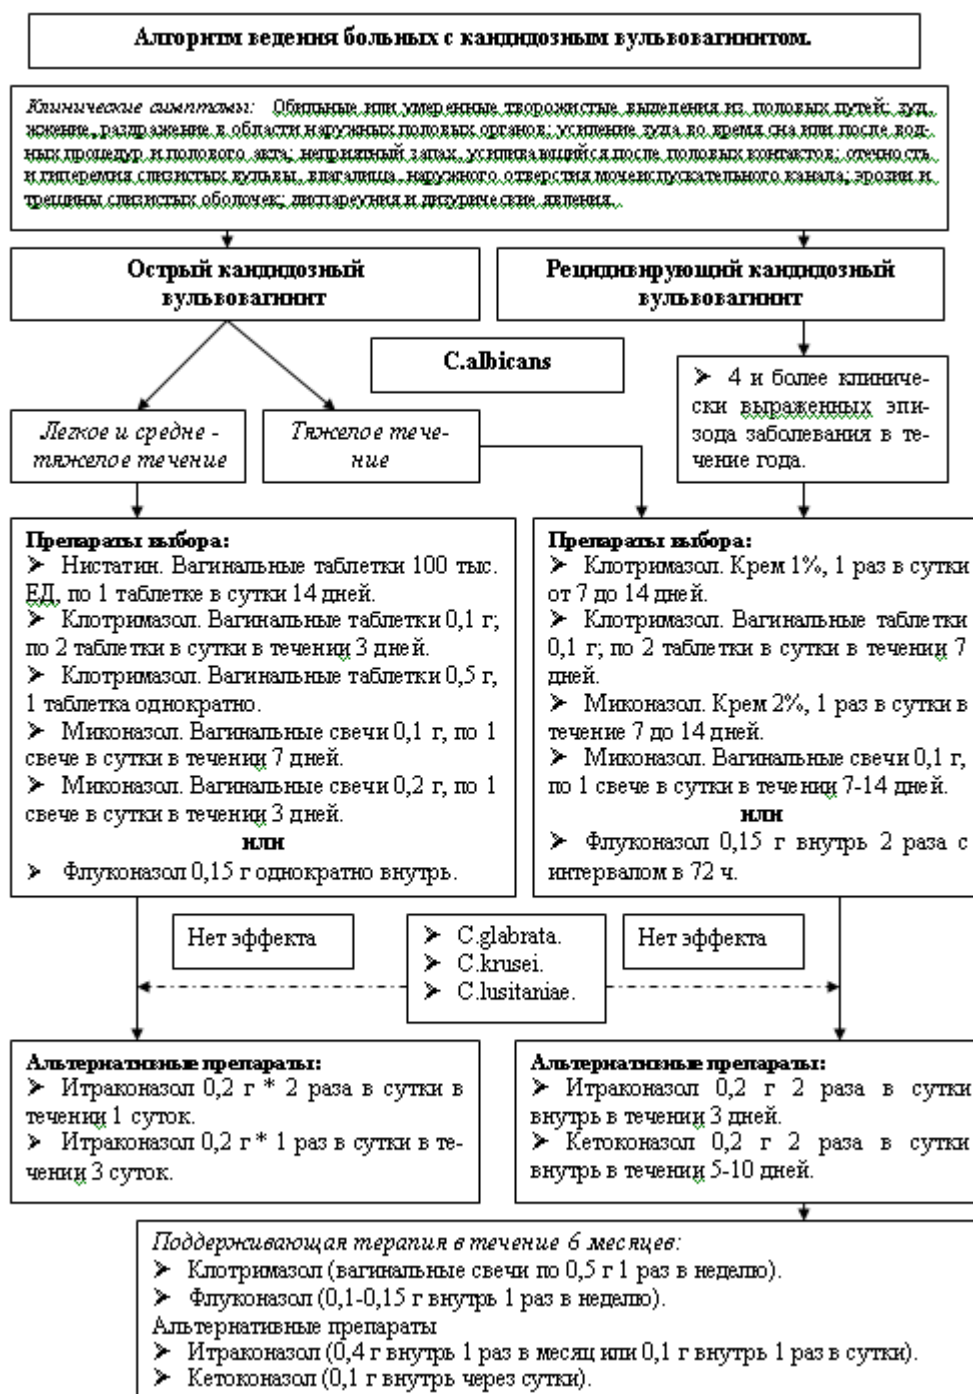 Алгоритм ведения больных с кандидозным вульвовагинитом.
Клинические симптомы: Обильные или умеренные творожистые выделения из половых путей; зуд,
жжение, раздражение в области наружных половых органов; усиление зуда во время сна или после вод-
ных процедур и полового акта; неприятный запах, усиливающийся после половых контактов; отечность
и гиперемия слизистых вульвы, влагалища, наружного отверстия мочеиспускательного канала; эрозии и
трещины слизистых оболочек; диспареуния и дизурические явления.
Острый кандидозный
вульвовагинит
Рецидивирующий кандидозный
вульвовагинит
C.albicans
➢ 4 и более клиниче-
ски выраженных эпи-
зода заболевания в те-
чение года.
Легкое и средне -
тяжелое течение
Тяжелое тече-
ние
Препараты выбора:
➢ Нистатин. Вагинальные таблетки 100 тыс.
ЕД, по 1 таблетке в сутки 14 дней.
➢ Клотримазол. Вагинальные таблетки 0,1 г;
по 2 таблетки в сутки в течении 3 дней.
➢ Клотримазол. Вагинальные таблетки 0,5 г,
1 таблетка однократно.
➢ Миконазол. Вагинальные свечи 0,1 г, по 1
свече в сутки в течении 7 дней.
➢ Миконазол. Вагинальные свечи 0,2 г, по 1
свече в сутки в течении 3 дней.
или
➢ Флуконазол 0,15 г однократно внутрь.
Препараты выбора:
➢ Клотримазол. Крем 1%, 1 раз в сутки
от 7 до 14 дней.
➢ Клотримазол. Вагинальные таблетки
0,1 г; по 2 таблетки в сутки в течении 7
дней.
➢ Миконазол. Крем 2%, 1 раз в сутки в
течение 7 до 14 дней.
➢ Миконазол. Вагинальные свечи 0,1 г,
по 1 свече в сутки в течении 7-14 дней.
или
➢ Флуконазол 0,15 г внутрь 2 раза с
интервалом в 72 ч.
Нет эффекта
➢ C.glabrata.
➢ C.krusei.
➢ C.lusitaniae.
Нет эффекта
Альтернативные препараты:
➢ Итраконазол 0,2 г * 2 раза в сутки в
течении 1 суток.
➢ Итраконазол 0,2 г * 1 раз в сутки в те-
чении 3 суток.
Альтернативные препараты:
➢ Итраконазол 0,2 г 2 раза в сутки
внутрь в течении 3 дней.
➢ Кетоконазол 0,2 г 2 раза в сутки
внутрь в течении 5-10 дней.
Поддерживающая терапия в течение 6 месяцев:
➢ Клотримазол (вагинальные свечи по 0,5 г 1 раз в неделю).
➢ Флуконазол (0,1-0,15 г внутрь 1 раз в неделю).
Альтернативные препараты
➢ Итраконазол (0,4 г внутрь 1 раз в месяц или 0,1 г внутрь 1 раз в сутки).
➢ Кетоконазол (0,1 г внутрь через сутки).